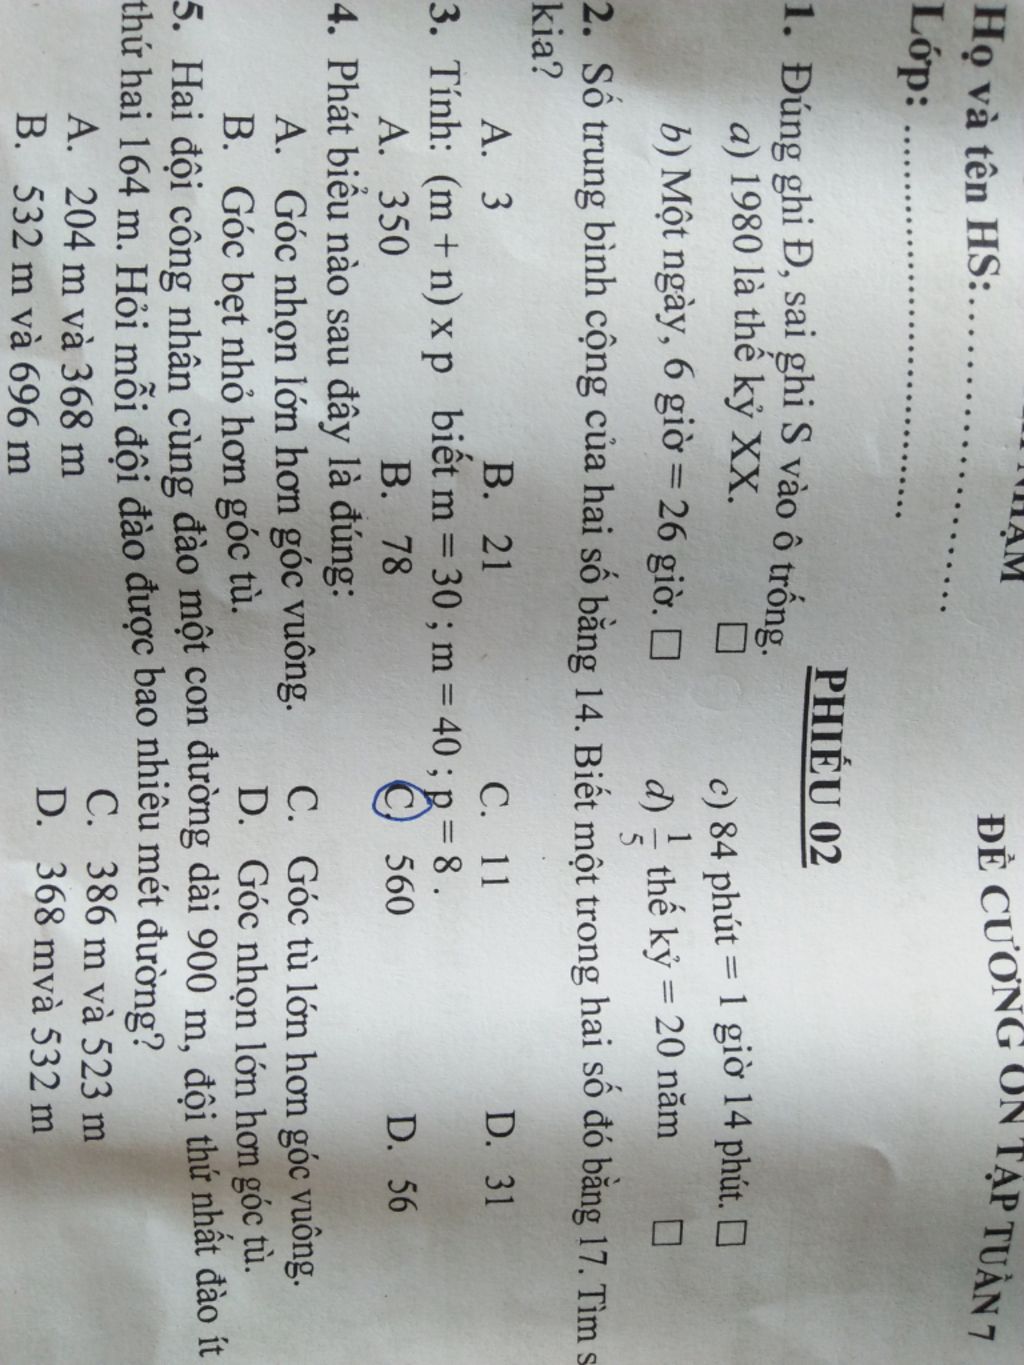 ĐỀ CƯƠNG ÔN TẬP TUẦN 7
Họ và tên HS:..............................
Lớp: ..............................
PHIẾU 02
1. Đúng ghi Đ, sai ghi S vào ô trống.
a) 1980 là thế kỷ XX. □ c) 84 phút = 1 giờ 14 phút. □
b) Một ngày, 6 giờ = 26 giờ. □ d) 1/5 thế kỷ = 20 năm □
2. Số trung bình cộng của hai số bằng 14. Biết một trong hai số đó bằng 17. Tìm
kia?
A. 3 B. 21 C. 11 D. 31
3. Tính: (m + n) x p biết m = 30 ; m = 40 ; p = 8 .
A. 350 B. 78 C. 560 D. 56
4. Phát biểu nào sau đây là đúng:
A. Góc nhọn lớn hơn góc vuông. C. Góc tù lớn hơn góc vuông.
B. Góc bẹt nhỏ hơn góc tù. D. Góc nhọn lớn hơn góc tù.
5. Hai đội công nhân cùng đào một con đường dài 900 m, đội thứ nhất đào ít
thứ hai 164 m. Hỏi mỗi đội đào được bao nhiêu mét đường?
A. 204 m và 368 m C. 386 m và 523 m
B. 532 m và 696 m D. 368 mvà 532 m